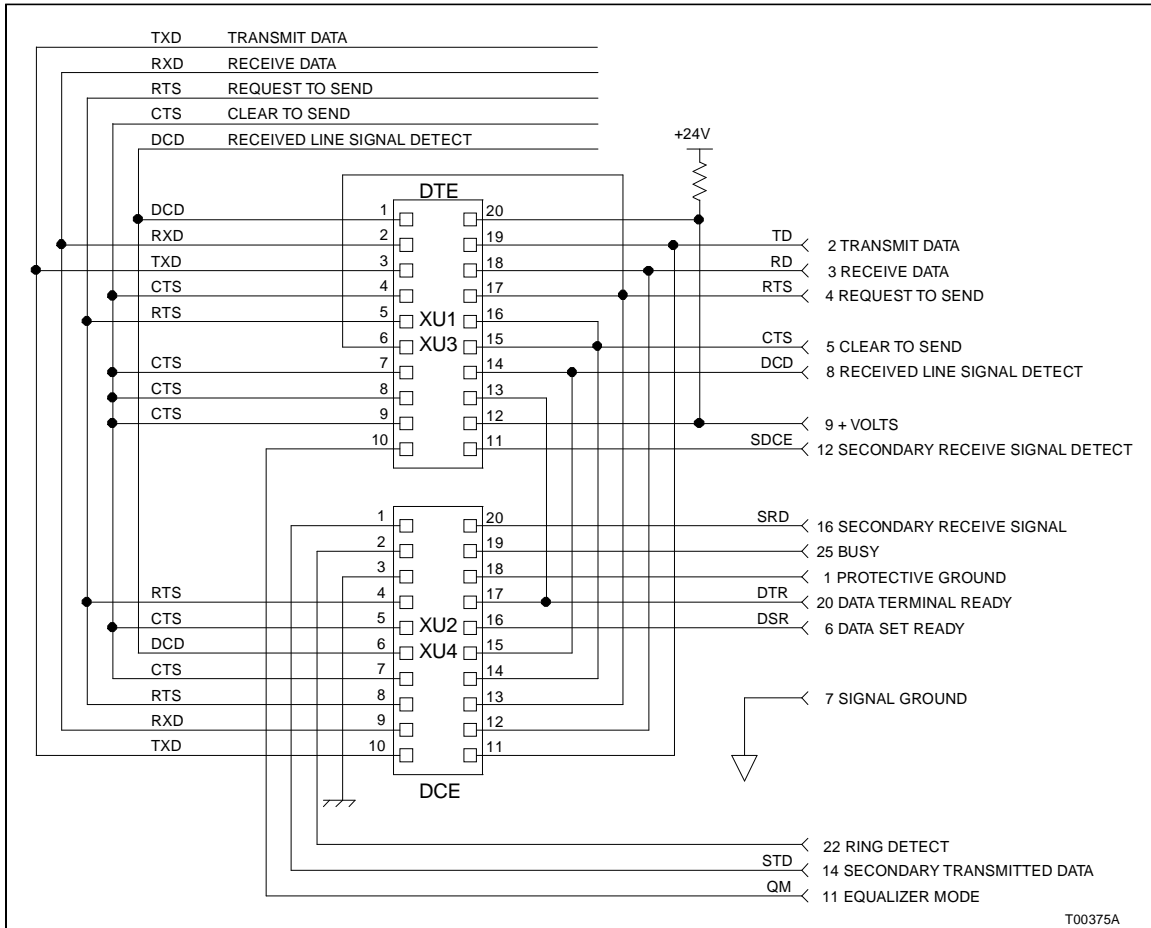 TXD TRANSMIT DATA
RXD RECEIVE DATA
RTS REQUEST TO SEND
CTS CLEAR TO SEND
DCD RECEIVED LINE SIGNAL DETECT
+24V
DTE
DCD 1 20
RXD 2 19 TD 2 TRANSMIT DATA
TXD 3 18 RD 3 RECEIVE DATA
CTS 4 17 RTS 4 REQUEST TO SEND
RTS 5 XU1 16
6 XU3 15 CTS 5 CLEAR TO SEND
CTS 7 14 DCD 8 RECEIVED LINE SIGNAL DETECT
CTS 8 13
CTS 9 12 9 + VOLTS
10 11 SDCE 12 SECONDARY RECEIVE SIGNAL DETECT
1 20 SRD 16 SECONDARY RECEIVE SIGNAL
2 19 25 BUSY
3 18 1 PROTECTIVE GROUND
RTS 4 17 DTR 20 DATA TERMINAL READY
CTS 5 XU2 16 DSR 6 DATA SET READY
DCD 6 XU4 15
CTS 7 14
RTS 8 13 7 SIGNAL GROUND
RXD 9 12
TXD 10 11
DCE
22 RING DETECT
STD 14 SECONDARY TRANSMITTED DATA
QM 11 EQUALIZER MODE
T00375A